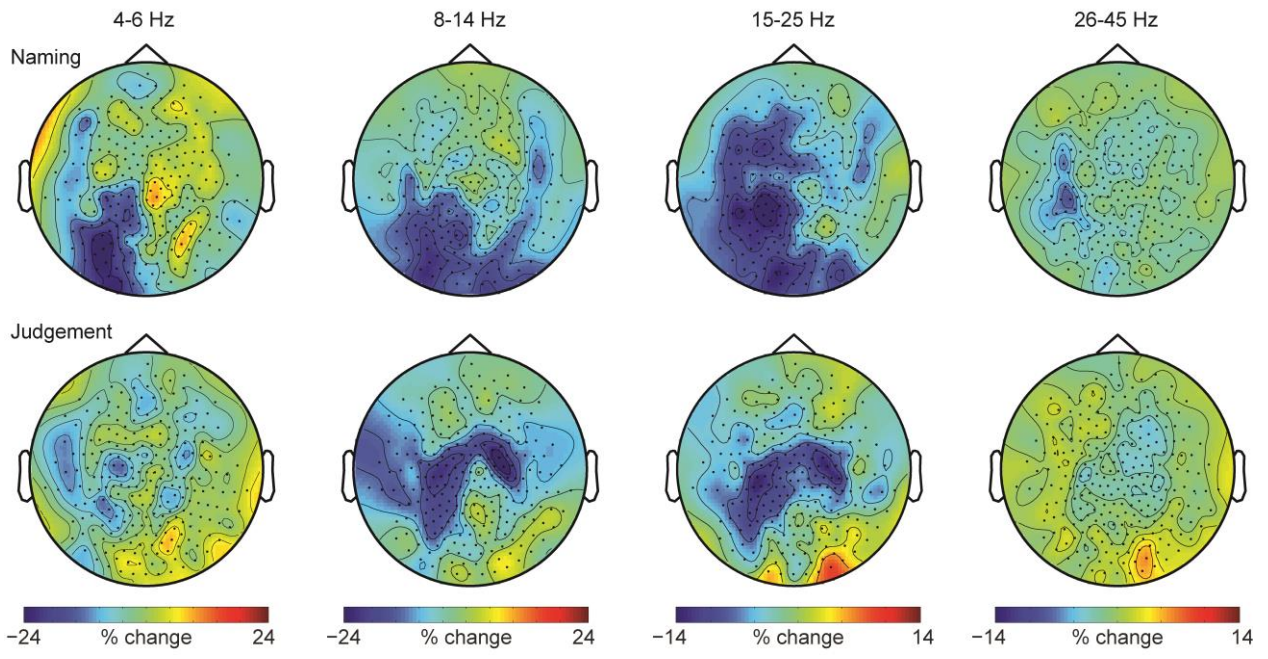 4-6 Hz 8-14 Hz 15-25 Hz 26-45 Hz
Naming
Judgement
−24 % change 24 −24 % change 24 −14 % change 14 −14 % change 14